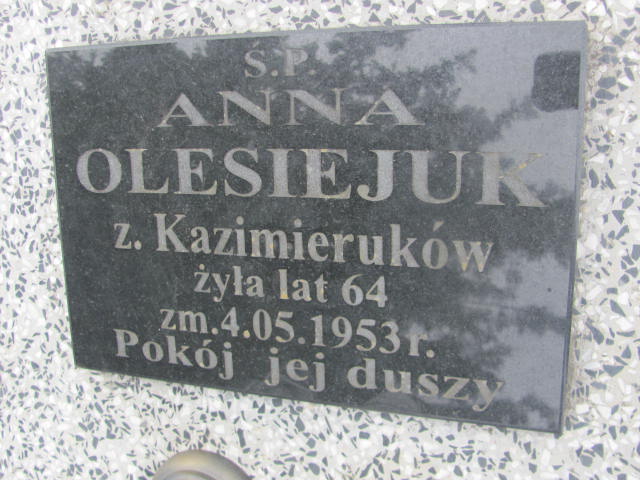 Ś.P.
ANNA
OLESIEJUK
z. Kazimieruków
żyła lat 64
zm.4.05.1953r.
Pokój jej duszy